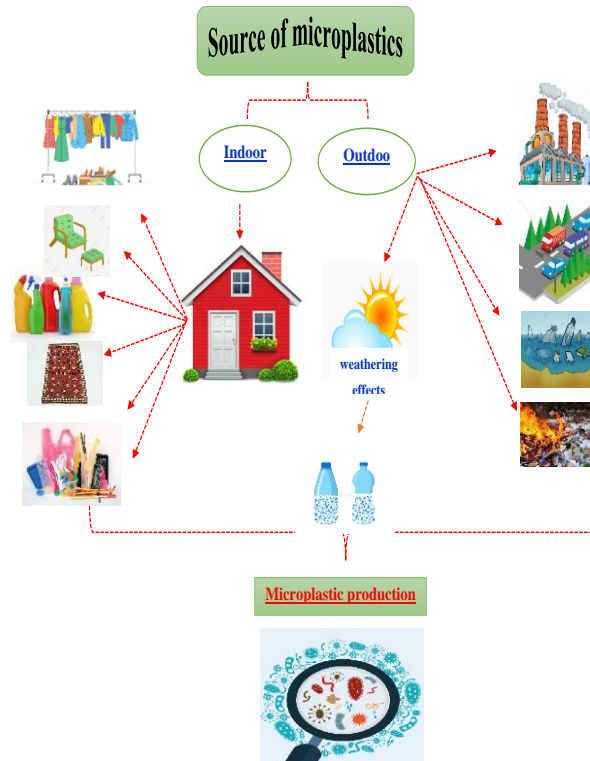 Source of microplastics
Indoor
Outdoo
weathering
effects
Microplastic production